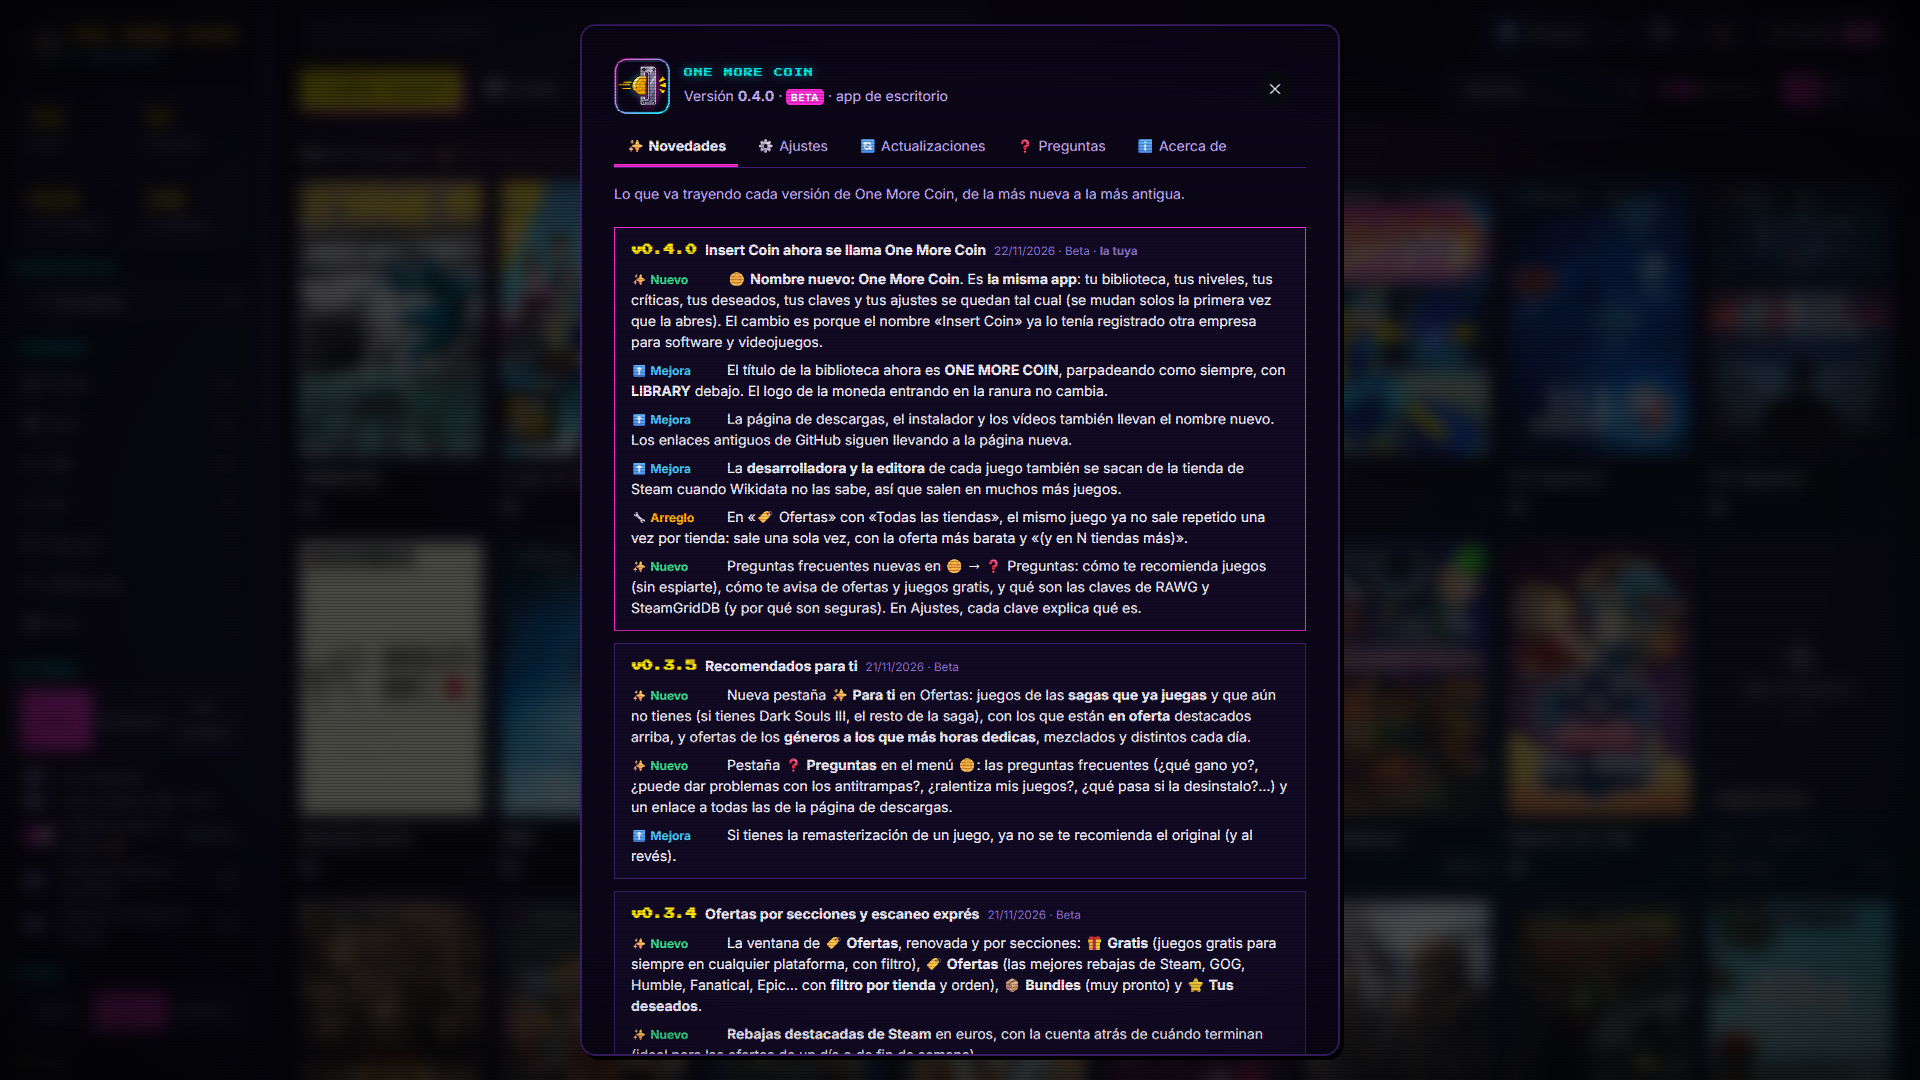 ONE MORE COIN
Versión 0.4.0 · BETA · app de escritorio
✨ Novedades ⚙ Ajustes 🔄 Actualizaciones ❓ Preguntas ℹ Acerca de
Lo que va trayendo cada versión de One More Coin, de la más nueva a la más antigua.
v0.4.0 Insert Coin ahora se llama One More Coin 22/11/2026 · Beta · la tuya
✨ Nuevo 🪙 Nombre nuevo: One More Coin. Es la misma app: tu biblioteca, tus niveles, tus
críticas, tus deseados, tus claves y tus ajustes se quedan tal cual (se mudan solos la primera vez
que la abres). El cambio es porque el nombre «Insert Coin» ya lo tenía registrado otra empresa
para software y videojuegos.
⬆ Mejora El título de la biblioteca ahora es ONE MORE COIN, parpadeando como siempre, con
LIBRARY debajo. El logo de la moneda entrando en la ranura no cambia.
⬆ Mejora La página de descargas, el instalador y los vídeos también llevan el nombre nuevo.
Los enlaces antiguos de GitHub siguen llevando a la página nueva.
⬆ Mejora La desarrolladora y la editora de cada juego también se sacan de la tienda de
Steam cuando Wikidata no las sabe, así que salen en muchos más juegos.
🔧 Arreglo En «🏷 Ofertas» con «Todas las tiendas», el mismo juego ya no sale repetido una
vez por tienda: sale una sola vez, con la oferta más barata y «(y en N tiendas más)».
✨ Nuevo Preguntas frecuentes nuevas en 🪙 → ❓ Preguntas: cómo te recomienda juegos
(sin espiarte), cómo te avisa de ofertas y juegos gratis, y qué son las claves de RAWG y
SteamGridDB (y por qué son seguras). En Ajustes, cada clave explica qué es.
v0.3.5 Recomendados para ti 21/11/2026 · Beta
✨ Nuevo Nueva pestaña ✨ Para ti en Ofertas: juegos de las sagas que ya juegas y que aún
no tienes (si tienes Dark Souls III, el resto de la saga), con los que están en oferta destacados
arriba, y ofertas de los géneros a los que más horas dedicas, mezclados y distintos cada día.
✨ Nuevo Pestaña ❓ Preguntas en el menú 🪙: las preguntas frecuentes (¿qué gano yo?,
¿puede dar problemas con los antitrampas?, ¿ralentiza mis juegos?, ¿qué pasa si la desinstalo?...) y
un enlace a todas las de la página de descargas.
⬆ Mejora Si tienes la remasterización de un juego, ya no se te recomienda el original (y al
revés).
v0.3.4 Ofertas por secciones y escaneo exprés 21/11/2026 · Beta
✨ Nuevo La ventana de 🏷 Ofertas, renovada y por secciones: 🎁 Gratis (juegos gratis para
siempre en cualquier plataforma, con filtro), 🏷 Ofertas (las mejores rebajas de Steam, GOG,
Humble, Fanatical, Epic... con filtro por tienda y orden), 📦 Bundles (muy pronto) y ⭐ Tus
deseados.
✨ Nuevo Rebajas destacadas de Steam en euros, con la cuenta atrás de cuándo terminan